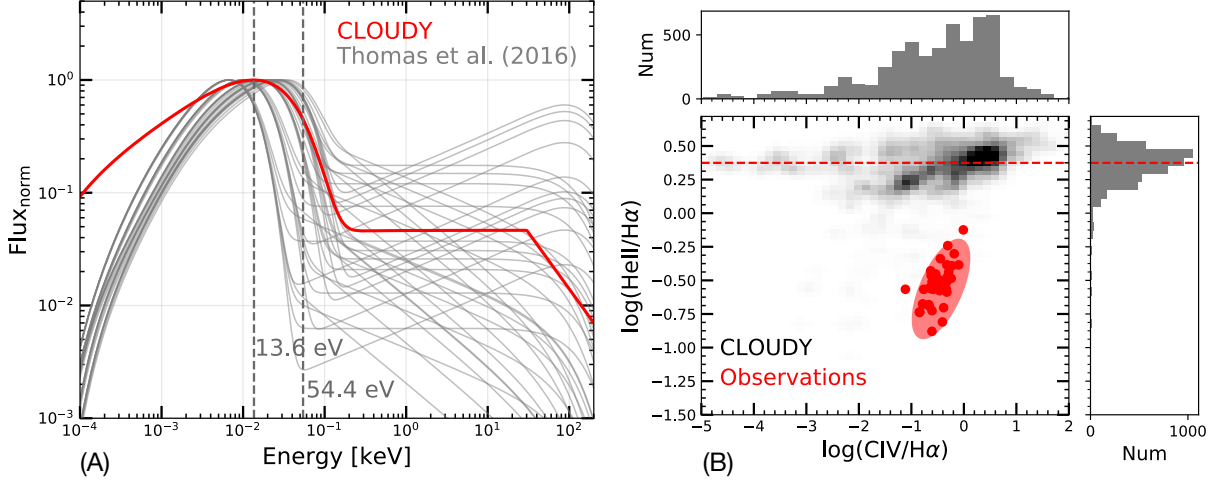 CLOUDY
Thomas et al. (2016)
Flux_norm
10^0
10^-1
10^-2
10^-3
13.6 eV
54.4 eV
10^-4
10^-3
10^-2
10^-1
10^0
10^1
10^2
Energy [keV]
(A)
Num
500
0
log(HeII/Hα)
0.50
0.25
0.00
−0.25
−0.50
−0.75
−1.00
−1.25
−1.50
CLOUDY
Observations
−5
−4
−3
−2
−1
0
1
2
log(CIV/Hα)
(B)
0
1000
Num